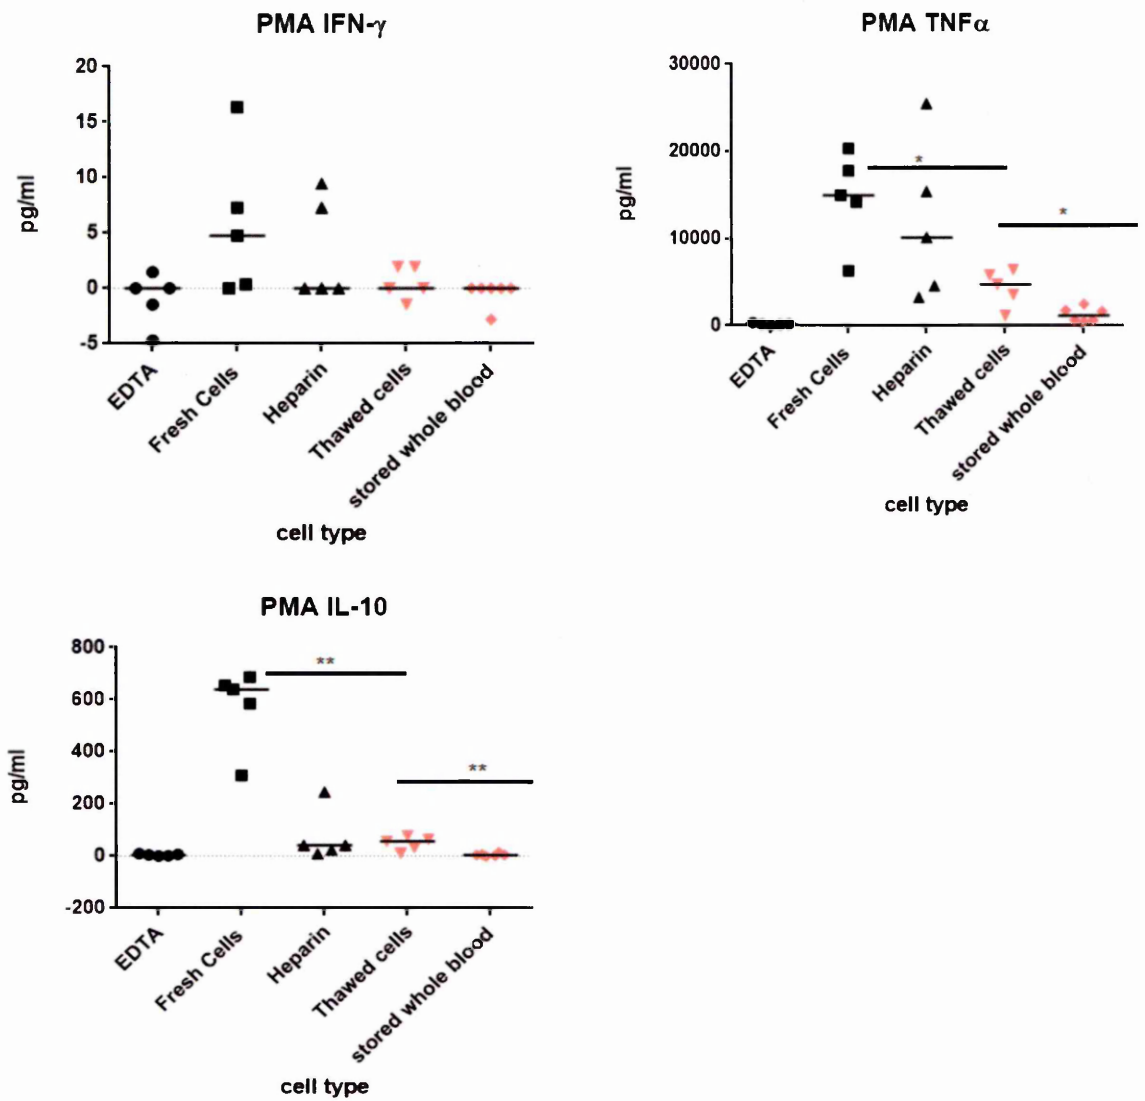 PMA IFN-γ
20
15
10
5
0
-5
pg/ml
EDTA
Fresh Cells
Heparin
Thawed cells
stored whole blood
cell type
PMA TNFα
30000
20000
10000
0
pg/ml
*
*
EDTA
Fresh Cells
Heparin
Thawed cells
stored whole blood
cell type
PMA IL-10
800
600
400
200
0
-200
pg/ml
**
**
EDTA
Fresh Cells
Heparin
Thawed cells
stored whole blood
cell type